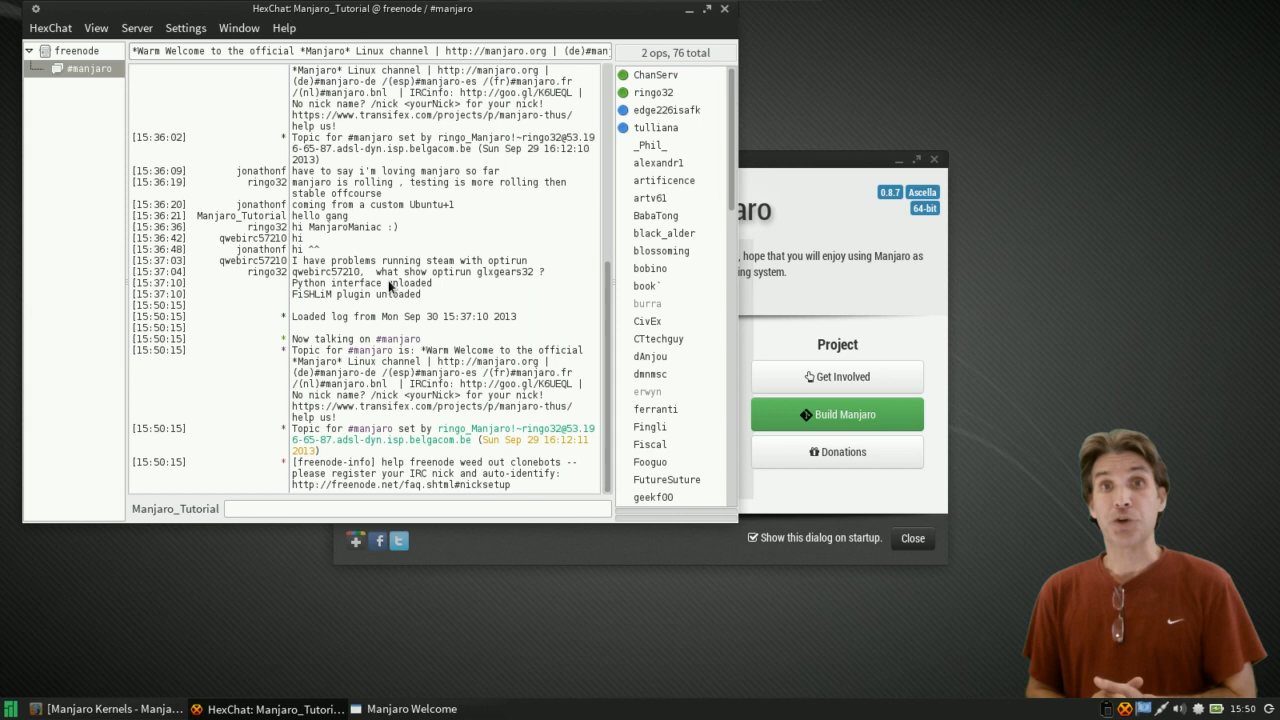 HexChat: Manjaro_Tutorial @ freenode / #manjaro
HexChat View Server Settings Window Help
freenode
#manjaro
*Warm Welcome to the official *Manjaro* Linux channel | http://manjaro.org | (de)#man
2 ops, 76 total
*Manjaro* Linux channel | http://manjaro.org |
(de)#manjaro-de /(esp)#manjaro-es /(fr)#manjaro.fr
/(nl)#manjaro.bnl | IRCinfo: http://goo.gl/K6UEQL |
No nick name? /nick <yourNick> for your nick!
https://www.transifex.com/projects/p/manjaro-thus/
help us!
[15:36:02] * Topic for #manjaro set by ringo_Manjaro!~ringo32@53.19
6-65-87.adsl-dyn.isp.belgacom.be (Sun Sep 29 16:12:10
2013)
[15:36:09] jonathonf have to say i'm loving manjaro so far
[15:36:19] ringo32 manjaro is rolling , testing is more rolling then
stable offcourse
[15:36:20] jonathonf coming from a custom Ubuntu+1
[15:36:21] Manjaro_Tutorial hello gang
[15:36:36] ringo32 hi ManjaroManiac :)
[15:36:42] qwebirc57210 hi
[15:36:48] jonathonf hi ^^
[15:37:03] qwebirc57210 I have problems running steam with optirun
[15:37:04] ringo32 qwebirc57210, what show optirun glxgears32 ?
[15:37:10] Python interface unloaded
[15:37:10] FiSHLiM plugin unloaded
[15:50:15]
[15:50:15] * Loaded log from Mon Sep 30 15:37:10 2013
[15:50:15]
[15:50:15] * Now talking on #manjaro
[15:50:15] * Topic for #manjaro is: *Warm Welcome to the official
*Manjaro* Linux channel | http://manjaro.org |
(de)#manjaro-de /(esp)#manjaro-es /(fr)#manjaro.fr
/(nl)#manjaro.bnl | IRCinfo: http://goo.gl/K6UEQL |
No nick name? /nick <yourNick> for your nick!
https://www.transifex.com/projects/p/manjaro-thus/
help us!
[15:50:15] * Topic for #manjaro set by ringo_Manjaro!~ringo32@53.19
6-65-87.adsl-dyn.isp.belgacom.be (Sun Sep 29 16:12:11
2013)
[15:50:15] * [freenode-info] help freenode weed out clonebots --
please register your IRC nick and auto-identify:
http://freenode.net/faq.shtml#nicksetup
Manjaro_Tutorial
ChanServ
ringo32
edge226isafk
tulliana
_Phil_
alexandr1
artificence
artv61
BabaTong
black_alder
blossoming
bobino
book`
burra
CivEx
CTtechguy
dAnjou
dmnmsc
erwyn
ferranti
Fingli
Fiscal
Fooguo
FutureSuture
geekf00
0.8.7 Ascella
64-bit
aro
, hope that you will enjoy using Manjaro as
ing system.
Project
Get Involved
Build Manjaro
Donations
Show this dialog on startup.
Close
[Manjaro Kernels - Manja... HexChat: Manjaro_Tutori... Manjaro Welcome 15:50